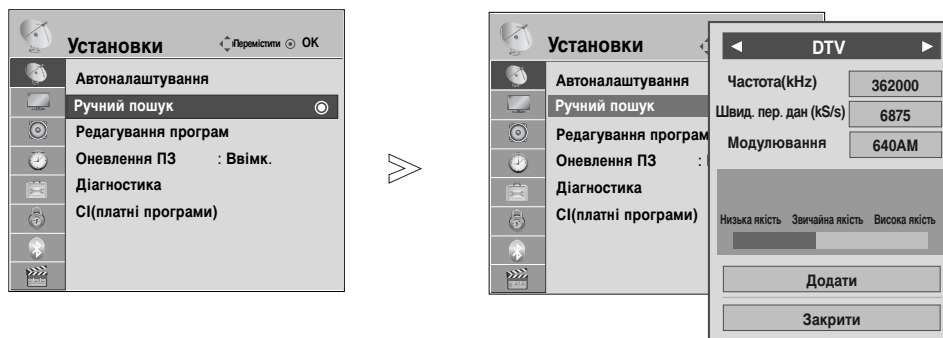 Установки Перемістити OK
Автоналаштування
Ручний пошук
Редагування програм
Оневлення ПЗ : Ввімк.
Діагностика
CI(платні програми)
Установки
Автоналаштування
Ручний пошук
Редагування програм
Оневлення ПЗ :
Діагностика
CI(платні програми)
DTV
Частота(kHz) 362000
Швид. пер. дан (kS/s) 6875
Модулювання 640AM
Низька якість Звичайна якість Висока якість
Додати
Закрити